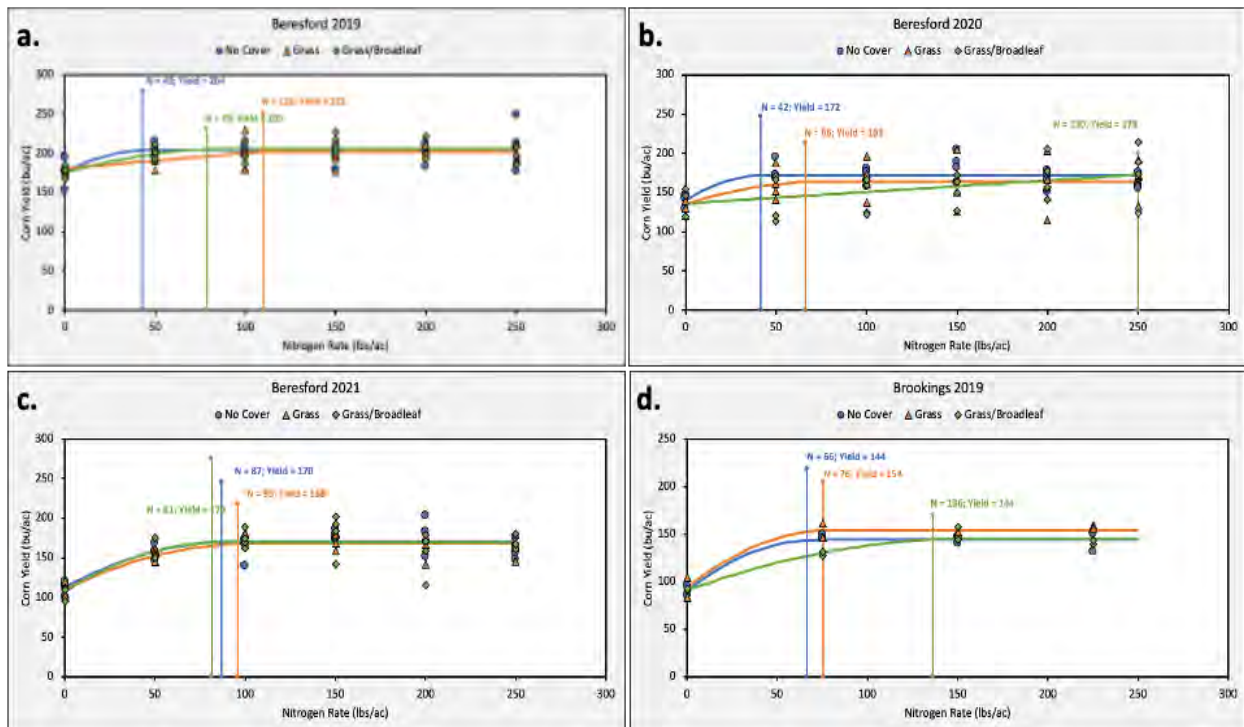 a.
Beresford 2019
No Cover Grass Grass/Broadleaf
Corn Yield (bu/ac)
300
250
200
150
100
50
0
0 50 100 150 200 250 300
Nitrogen Rate (lbs/ac)
b.
Beresford 2020
No Cover Grass Grass/Broadleaf
N = 42; Yield = 172
Corn Yield (bu/ac)
300
250
200
150
100
50
0
0 50 100 150 200 250 300
Nitrogen Rate (lbs/ac)
c.
Beresford 2021
No Cover Grass Grass/Broadleaf
N = 87; Yield = 170
Corn Yield (bu/ac)
300
250
200
150
100
50
0
0 50 100 150 200 250 300
Nitrogen Rate (lbs/ac)
d.
Brookings 2019
No Cover Grass Grass/Broadleaf
N = 66; Yield = 144
N = 76; Yield = 154
N = 136; Yield = 144
Corn Yield (bu/ac)
250
200
150
100
50
0
0 50 100 150 200 250 300
Nitrogen Rate (lbs/ac)